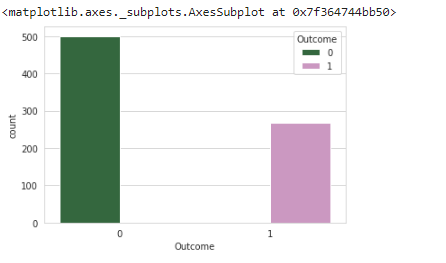 <matplotlib.axes._subplots.AxesSubplot at 0x7f364744bb50>
Outcome
0
1
500
400
300
200
100
0
count
0 1
Outcome